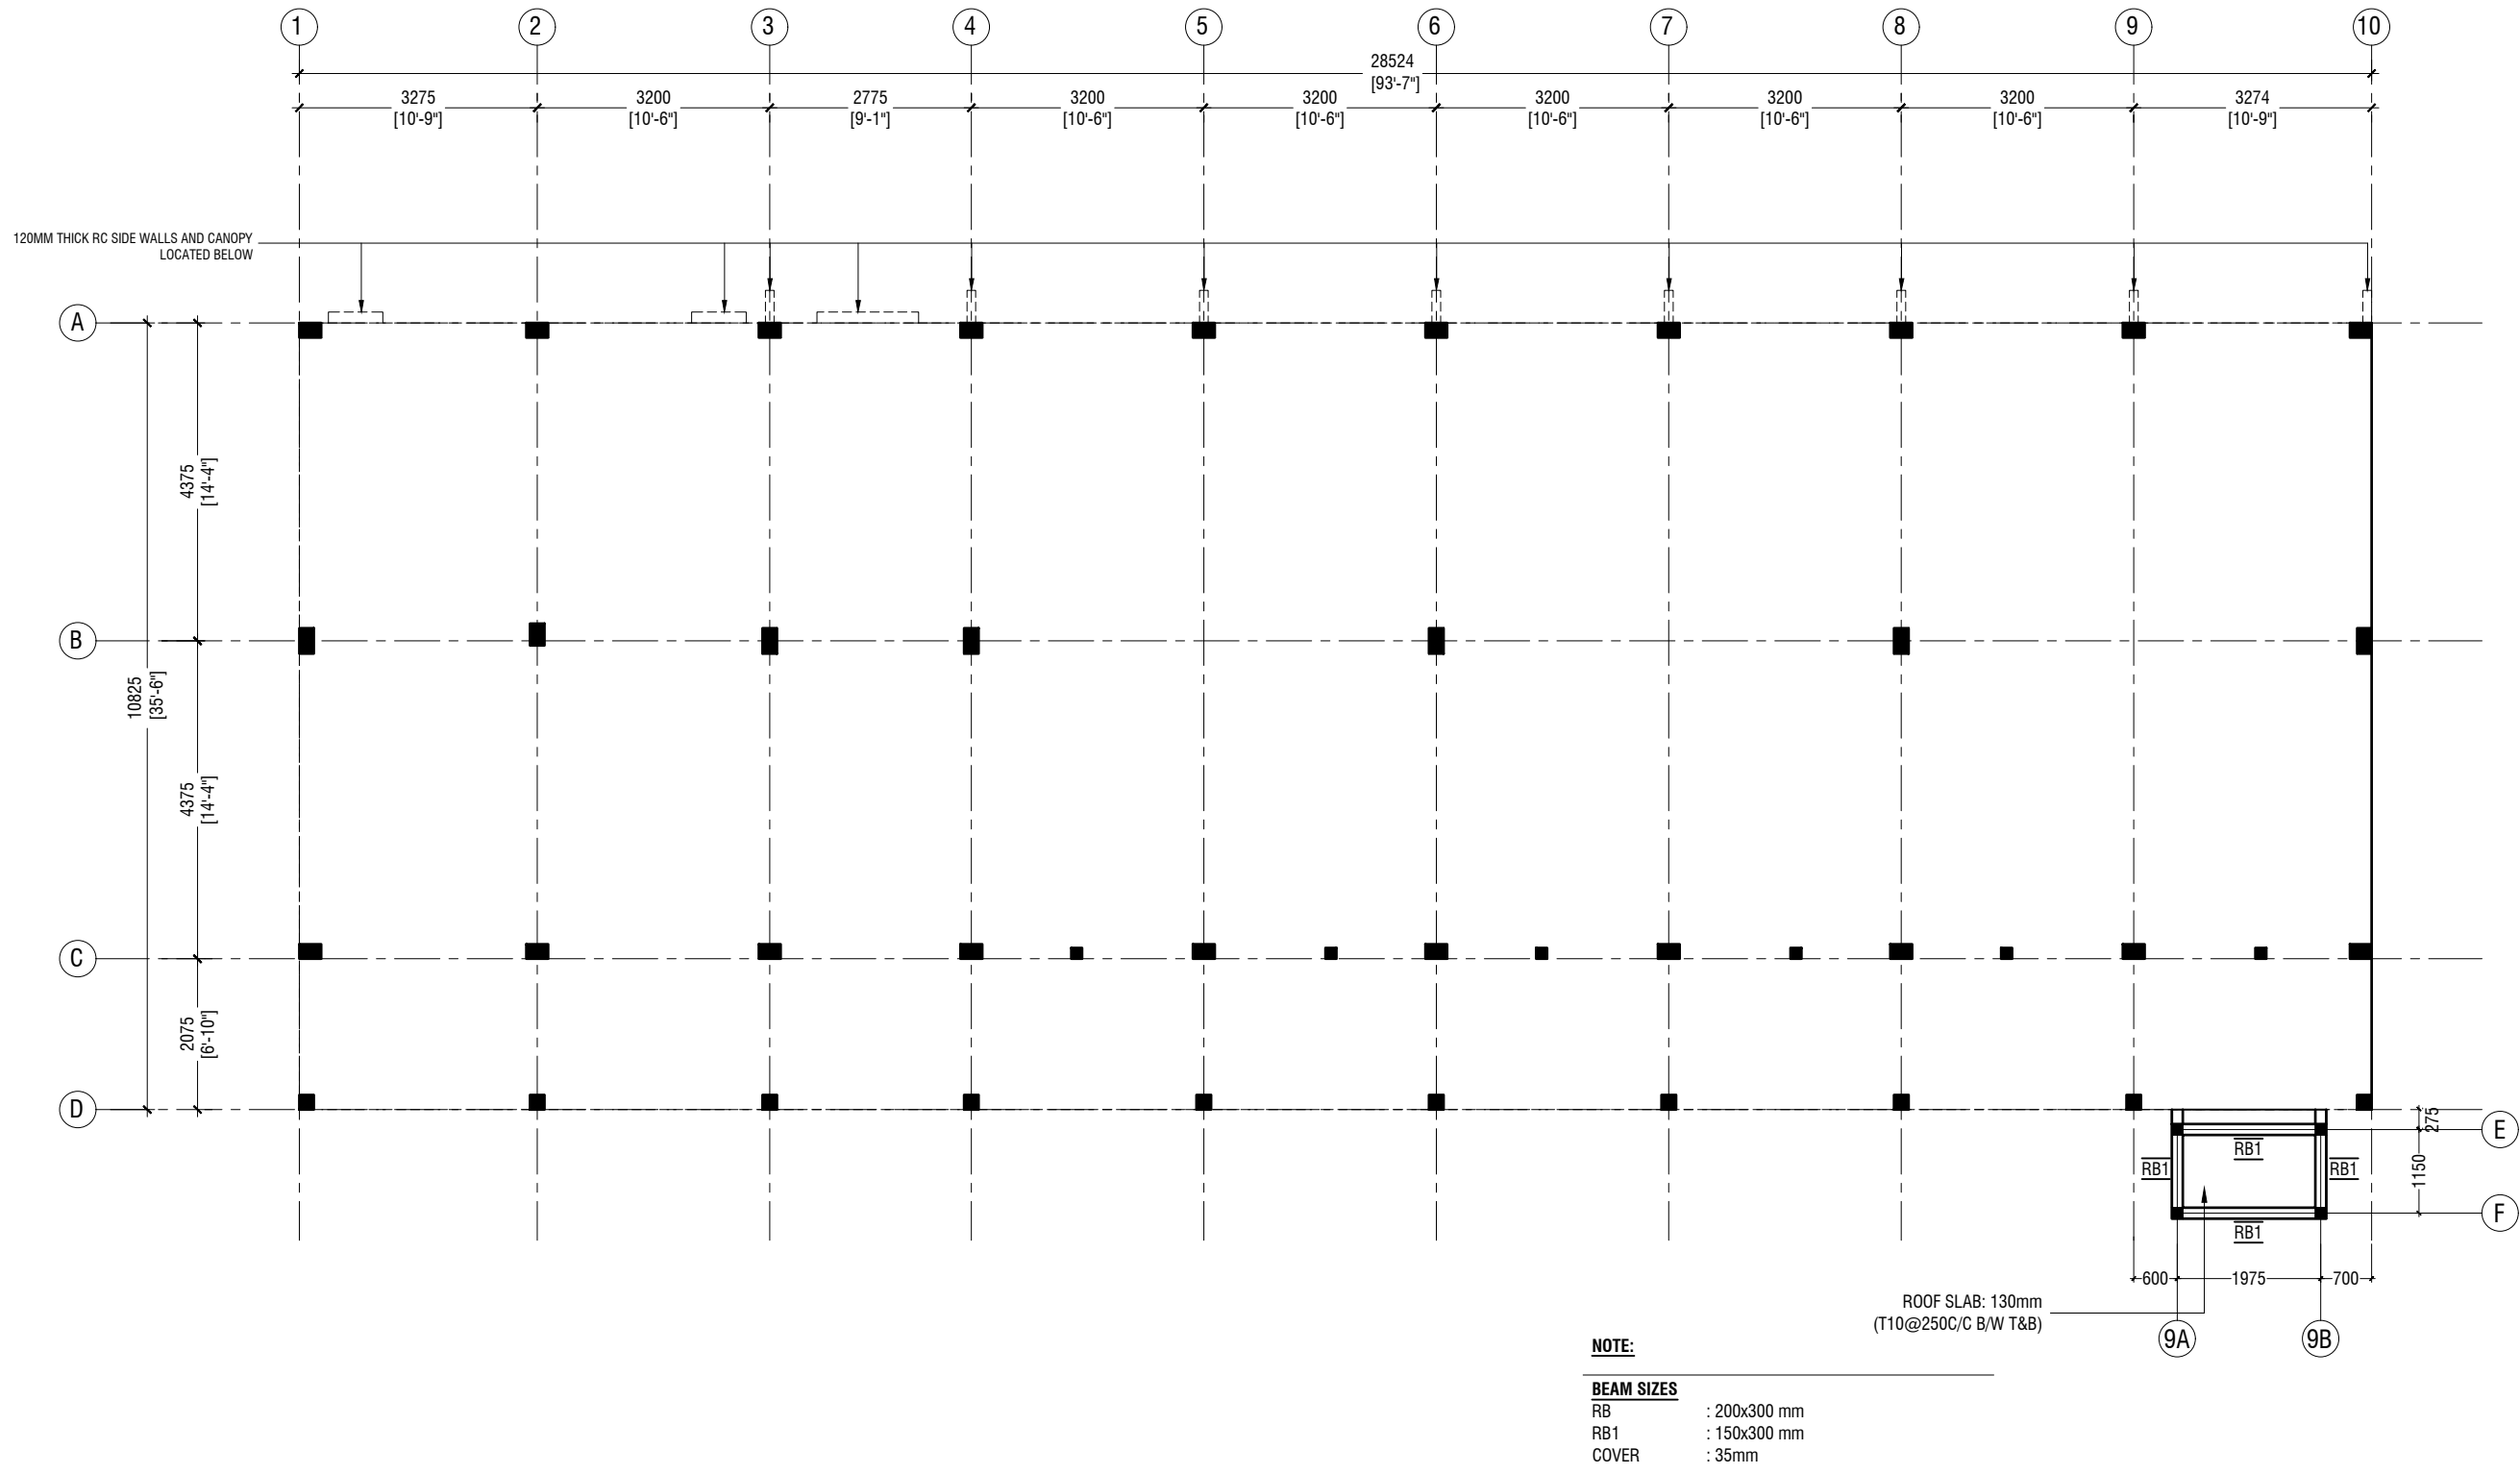 1
2
3
4
5
6
7
8
9
10
28524
[93'-7"]
3275
[10'-9"]
3200
[10'-6"]
2775
[9'-1"]
3200
[10'-6"]
3200
[10'-6"]
3200
[10'-6"]
3200
[10'-6"]
3200
[10'-6"]
3274
[10'-9"]
120MM THICK RC SIDE WALLS AND CANOPY
LOCATED BELOW
A
4375
[14'-4"]
B
10825
[35'-6"]
4375
[14'-4"]
C
2075
[6'-10"]
D
275
E
RB1
RB1
RB1
1150
F
RB1
600
1975
700
ROOF SLAB: 130mm
(T10@250C/C B/W T&B)
9A
9B
NOTE:
BEAM SIZES
RB : 200x300 mm
RB1 : 150x300 mm
COVER : 35mm